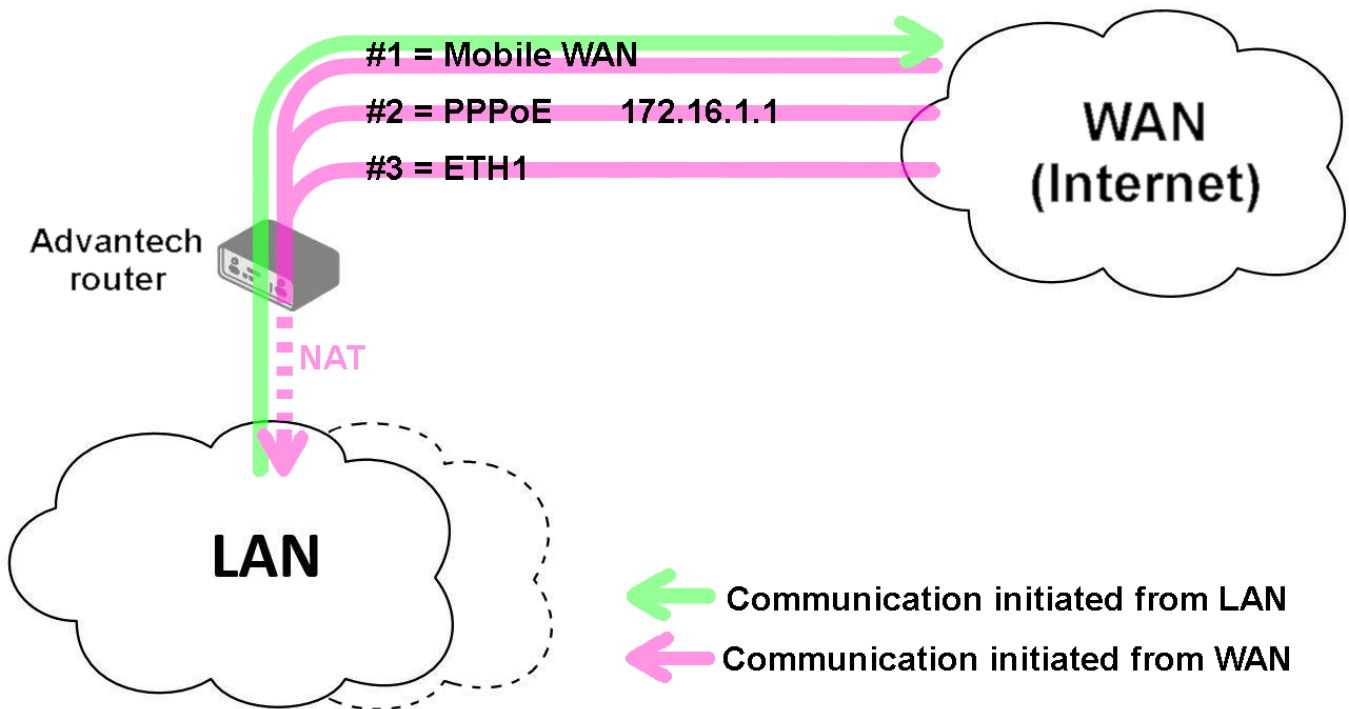 #1 = Mobile WAN
#2 = PPPoE 172.16.1.1
#3 = ETH1
WAN
(Internet)
Advantech
router
NAT
LAN
Communication initiated from LAN
Communication initiated from WAN